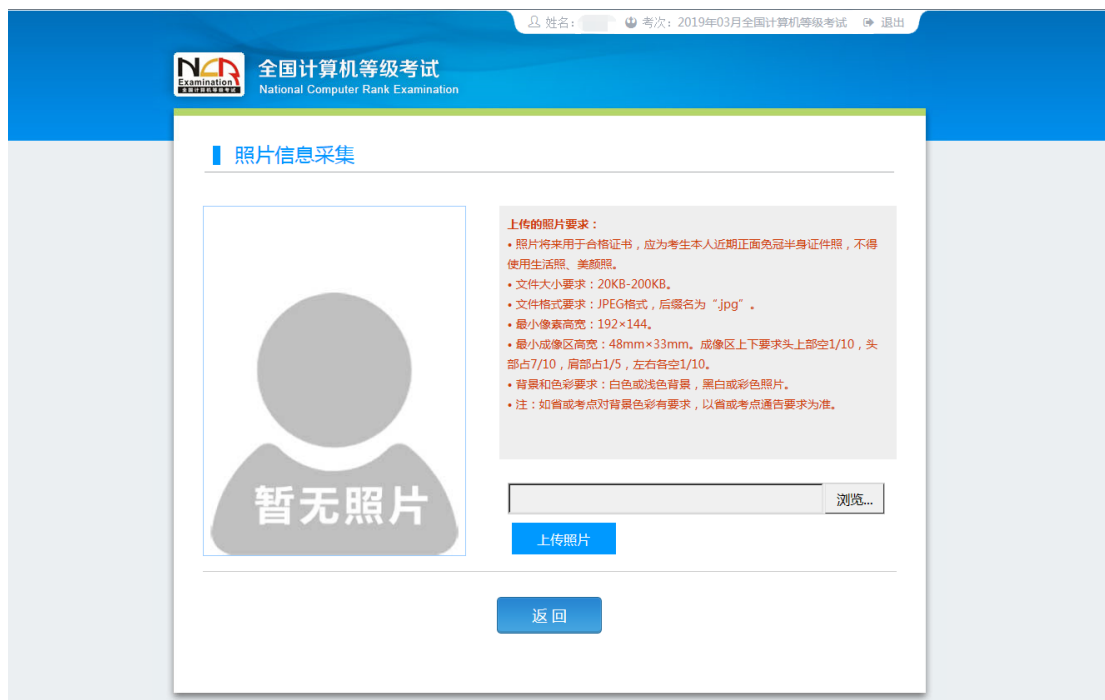 姓名： 考次：2019年03月全国计算机等级考试 退出
NCR
Examination
全国计算机等级考试
全国计算机等级考试
National Computer Rank Examination
照片信息采集
上传的照片要求：
• 照片将来用于合格证书，应为考生本人近期正面免冠半身证件照，不得
使用生活照、美颜照。
• 文件大小要求：20KB-200KB。
• 文件格式要求：JPEG格式，后缀名为“.jpg”。
• 最小像素高宽：192×144。
• 最小成像区高宽：48mm×33mm。成像区上下要求头上部空1/10，头
部占7/10，肩部占1/5，左右各空1/10。
• 背景和色彩要求：白色或浅色背景，黑白或彩色照片。
• 注：如省或考点对背景色彩有要求，以省或考点通告要求为准。
暂无照片
浏览...
上传照片
返回